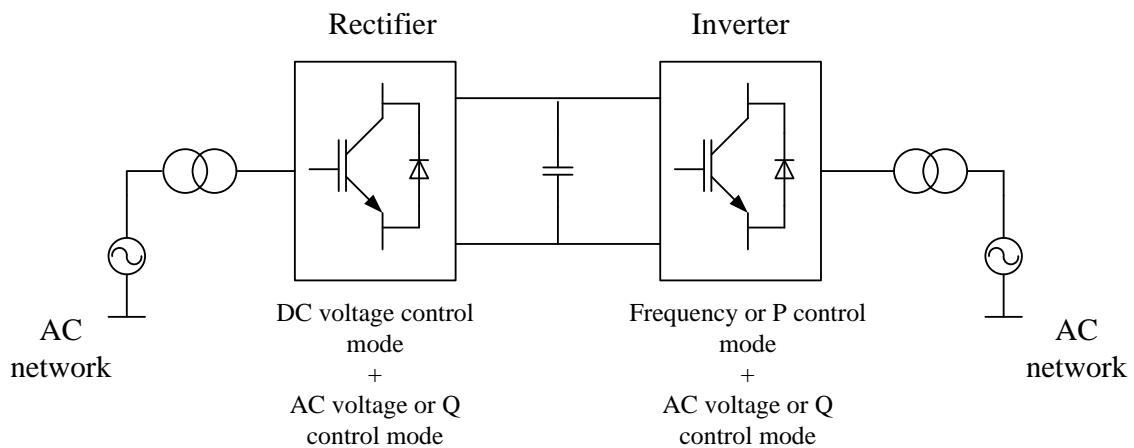 Rectifier
Inverter
AC
network
DC voltage control
mode
+
AC voltage or Q
control mode
Frequency or P control
mode
+
AC voltage or Q
control mode
AC
network